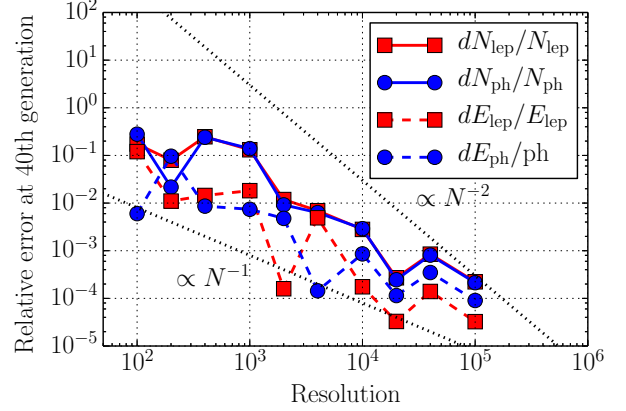 10^2
10^1
10^0
10^-1
10^-2
10^-3
10^-4
10^-5
Relative error at 40th generation
dN_lep/N_lep
dN_ph/N_ph
dE_lep/E_lep
dE_ph/ph
∝ N^-2
∝ N^-1
10^2 10^3 10^4 10^5 10^6
Resolution